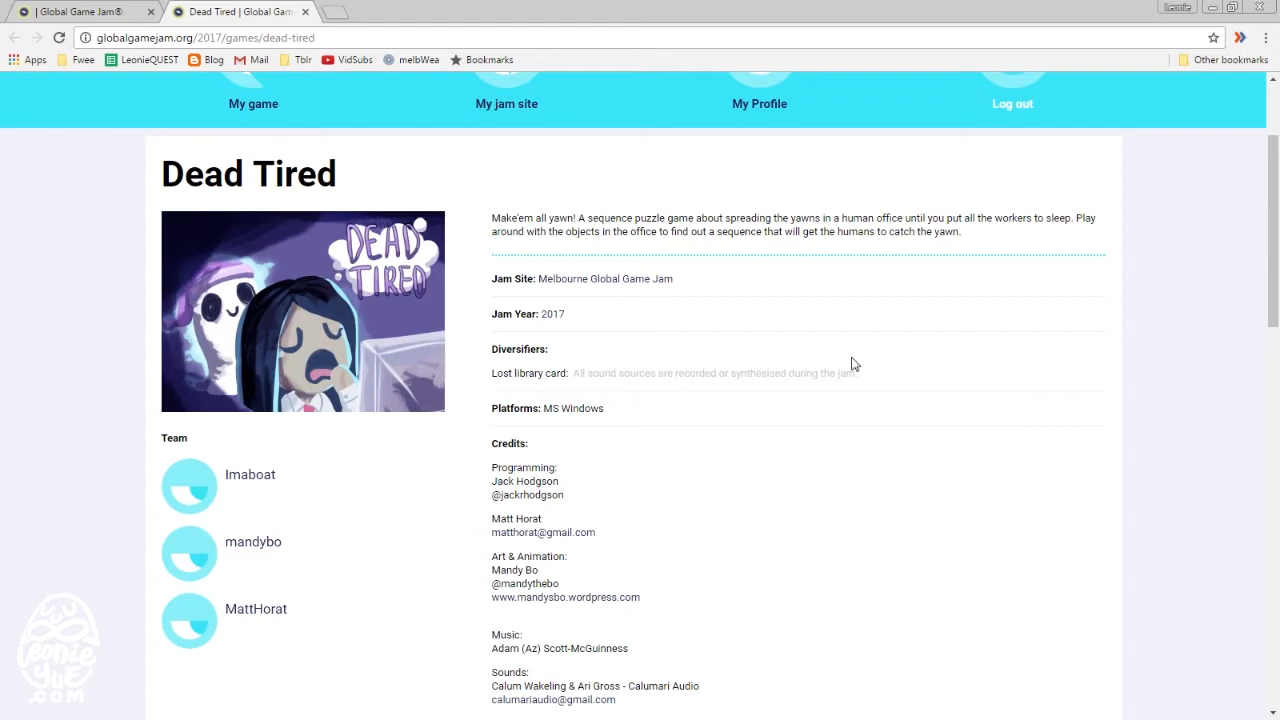 | Global Game Jam®
Dead Tired | Global Gam
Leonie
globalgamejam.org/2017/games/dead-tired
Apps
Fwee
LeonieQUEST
Blog
Mail
Tblr
VidSubs
melbWea
Bookmarks
Other bookmarks
My game
My jam site
My Profile
Log out
Dead Tired
DEAD
TIRED
Make'em all yawn! A sequence puzzle game about spreading the yawns in a human office until you put all the workers to sleep. Play
around with the objects in the office to find out a sequence that will get the humans to catch the yawn.
Jam Site: Melbourne Global Game Jam
Jam Year: 2017
Diversifiers:
Lost library card: All sound sources are recorded or synthesised during the jam.
Platforms: MS Windows
Credits:
Programming:
Jack Hodgson
@jackrhodgson
Matt Horat
matthorat@gmail.com
Art & Animation:
Mandy Bo
@mandythebo
www.mandysbo.wordpress.com
Music:
Adam (Az) Scott-McGuinness
Sounds:
Calum Wakeling & Ari Gross - Calumari Audio
calumariaudio@gmail.com
Team
Imaboat
mandybo
MattHorat
Leonie
Yue
.COM